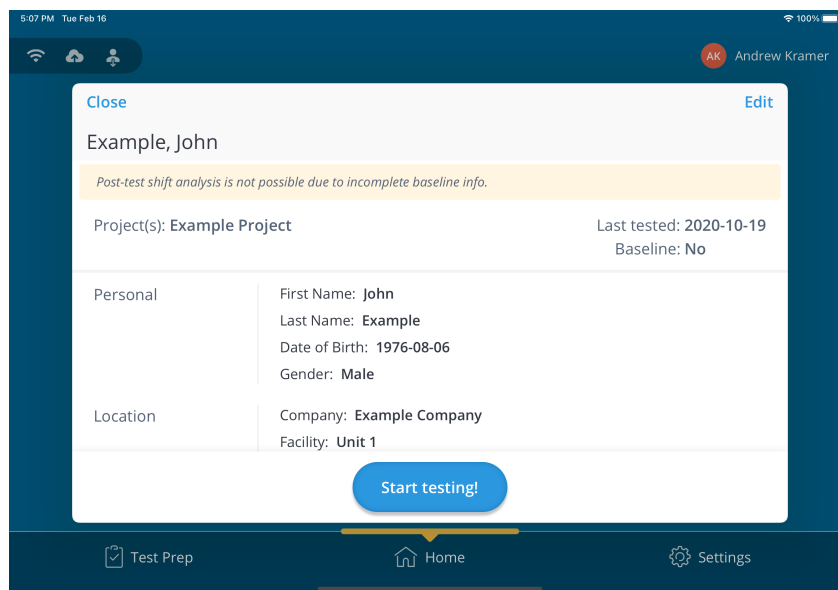 5:07 PM Tue Feb 16 100%
AK Andrew Kramer
Close Edit
Example, John
Post-test shift analysis is not possible due to incomplete baseline info.
Project(s): Example Project Last tested: 2020-10-19
Baseline: No
Personal First Name: John
Last Name: Example
Date of Birth: 1976-08-06
Gender: Male
Location Company: Example Company
Facility: Unit 1
Start testing!
Test Prep Home Settings